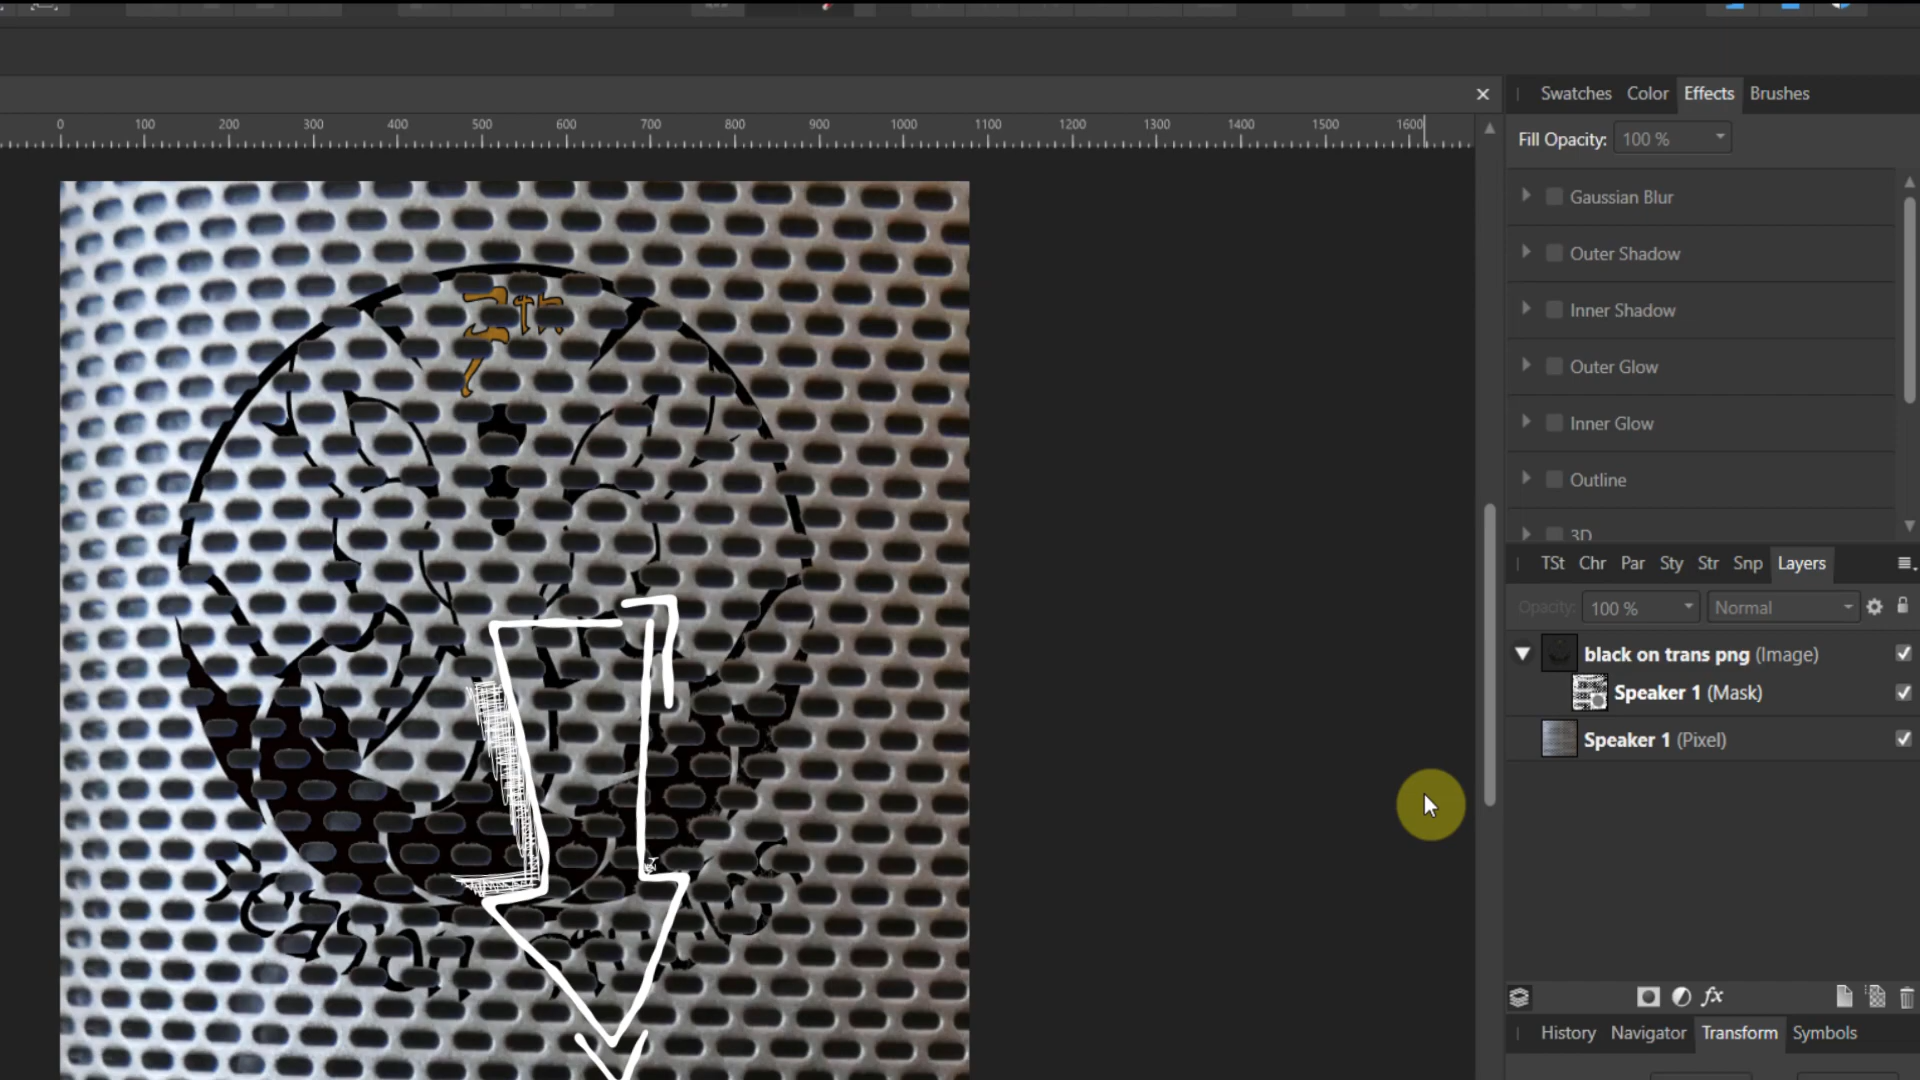 Swatches Color Effects Brushes
0 100 200 300 400 500 600 700 800 900 1000 1100 1200 1300 1400 1500 1600
Fill Opacity: 100 %
Gaussian Blur
Outer Shadow
Inner Shadow
Outer Glow
Inner Glow
Outline
3D
7th
TSt Chr Par Sty Str Snp Layers
Opacity: 100 % Normal
black on trans png (Image)
Speaker 1 (Mask)
Speaker 1 (Pixel)
fx
History Navigator Transform Symbols